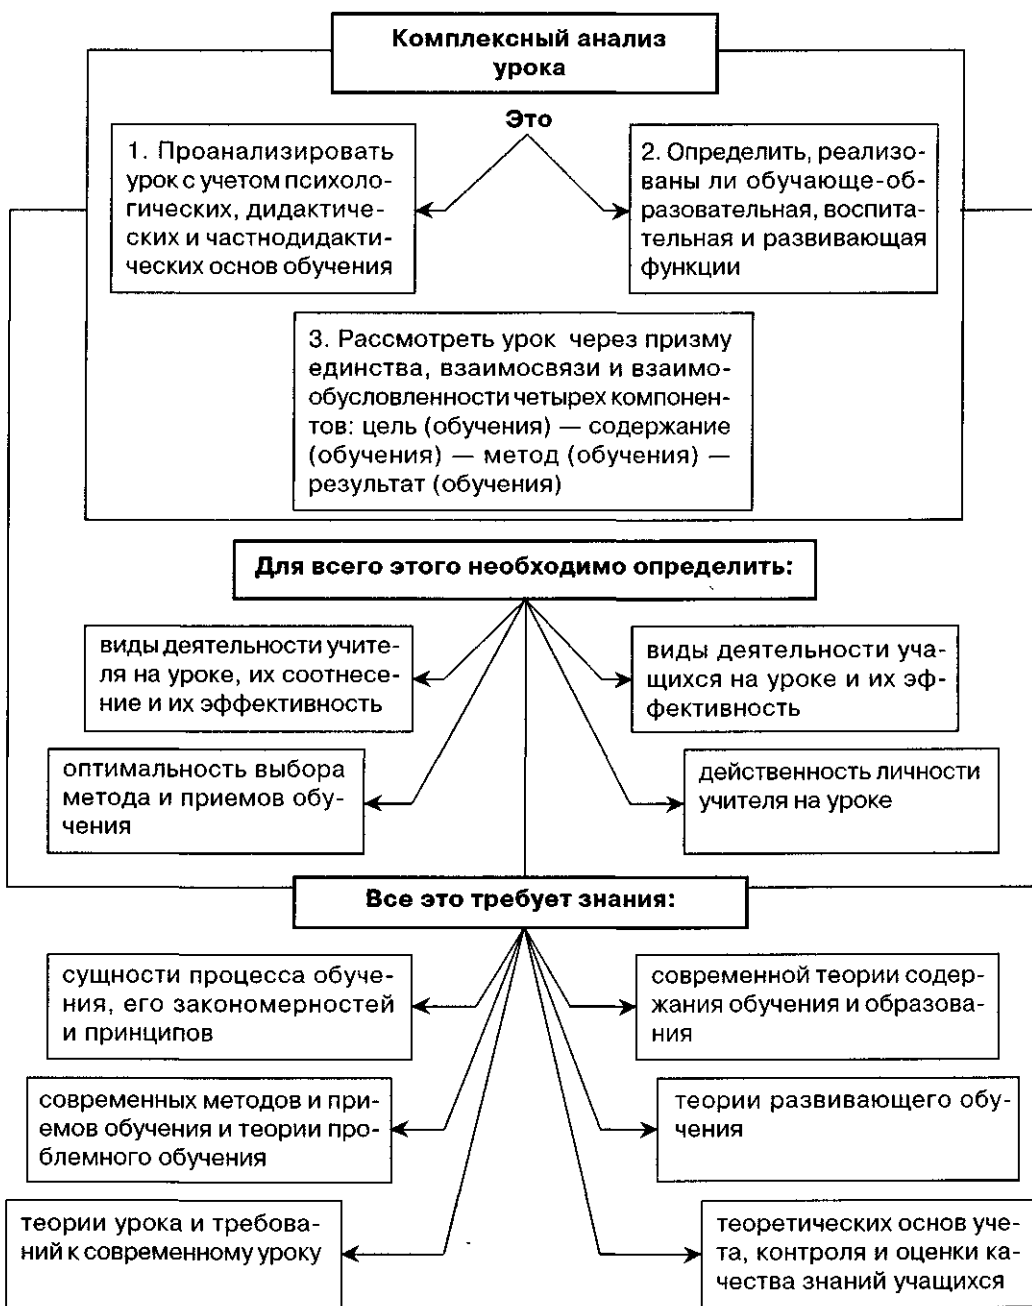 Комплексный анализ
урока
Это
1. Проанализировать
урок с учетом психоло-
гических, дидактиче-
ских и частнодидакти-
ческих основ обучения
2. Определить, реализо-
ваны ли обучающе-об-
разовательная, воспита-
тельная и развивающая
функции
3. Рассмотреть урок через призму
единства, взаимосвязи и взаимо-
обусловленности четырех компонен-
тов: цель (обучения) — содержание
(обучения) — метод (обучения) —
результат (обучения)
Для всего этого необходимо определить:
виды деятельности учите-
ля на уроке, их соотнесе-
ние и их эффективность
виды деятельности уча-
щихся на уроке и их эф-
фективность
оптимальность выбора
метода и приемов обу-
чения
действенность личности
учителя на уроке
Все это требует знания:
сущности процесса обуче-
ния, его закономерностей
и принципов
современной теории содер-
жания обучения и образова-
ния
современных методов и при-
емов обучения и теории про-
блемного обучения
теории развивающего обу-
чения
теории урока и требова-
ний к современному уроку
теоретических основ уче-
та, контроля и оценки ка-
чества знаний учащихся